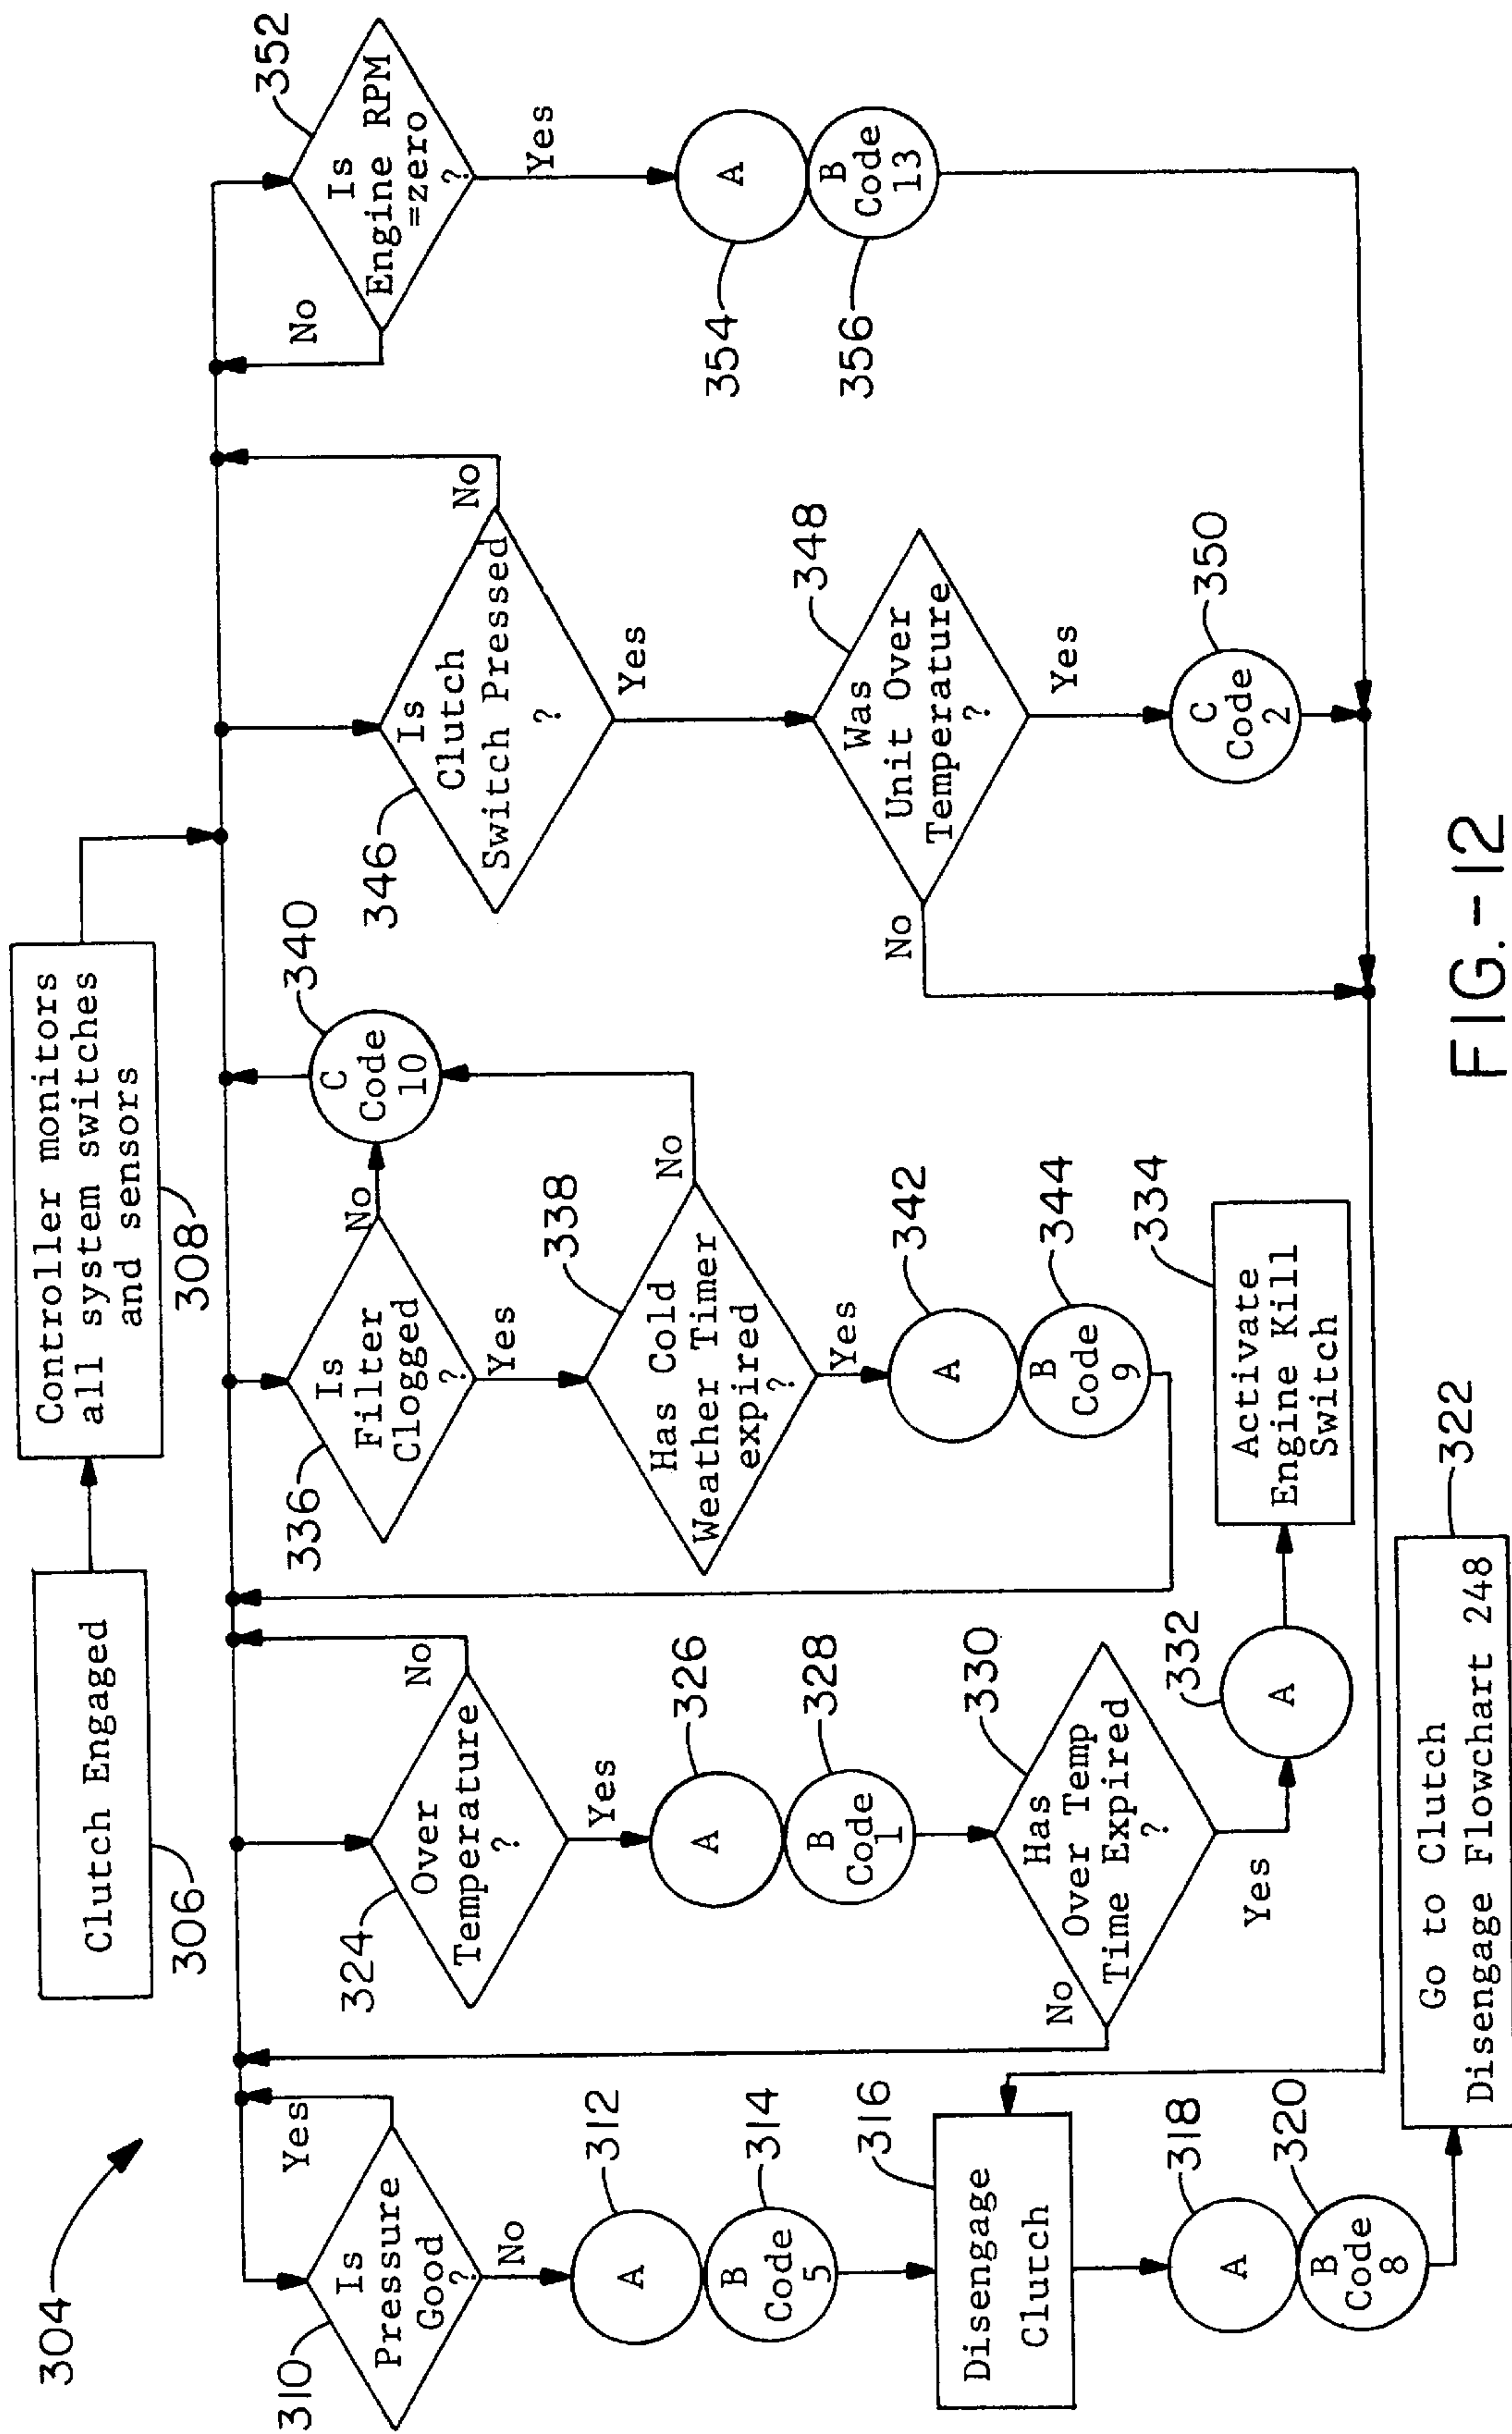 304
Clutch Engaged
306
Controller monitors
all system switches
and sensors
308
310
Is
Pressure
Good
?
Yes
No
312
A
314
B
Code
5
316
Disengage
Clutch
318
A
320
B
Code
8
Go to Clutch
Disengage Flowchart 248
322
324
Over
Temperature
?
No
Yes
326
A
328
B
Code
1
330
Has
Over Temp
Time Expired
?
No
Yes
332
A
334
Activate
Engine Kill
Switch
336
Is
Filter
Clogged
?
No
Yes
338
Has Cold
Weather Timer
expired
?
No
Yes
340
C
Code
10
342
A
344
B
Code
9
346
Is
Clutch
Switch Pressed
?
No
Yes
348
Was
Unit Over
Temperature
?
No
Yes
350
C
Code
2
352
Is
Engine RPM
=zero
?
No
Yes
354
A
356
B
Code
13
FIG.-12